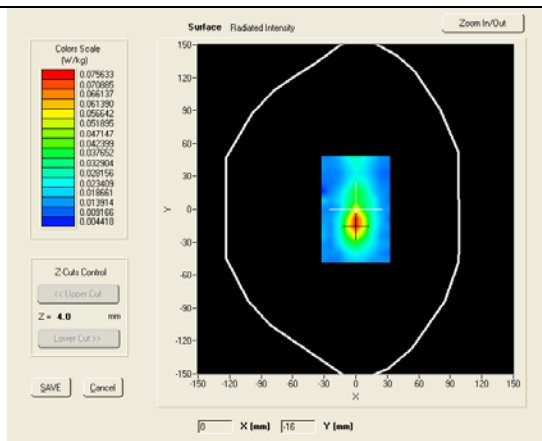 Surface Radiated Intensity
Zoom In/Out
Colors Scale
(W/kg)
0.075633
0.070885
0.066137
0.061390
0.056642
0.051895
0.047147
0.042399
0.037652
0.032904
0.028156
0.023409
0.018661
0.013914
0.009166
0.004418
Z-Cuts Control
<< Upper Cut
Z = 4.0 mm
Lower Cut >>
SAVE Cancel
150
120
90
60
30
0
-30
-60
-90
-120
-150
Y
-150 -120 -90 -60 -30 0 30 60 90 120 150
X
0 X (mm) -16 Y (mm)